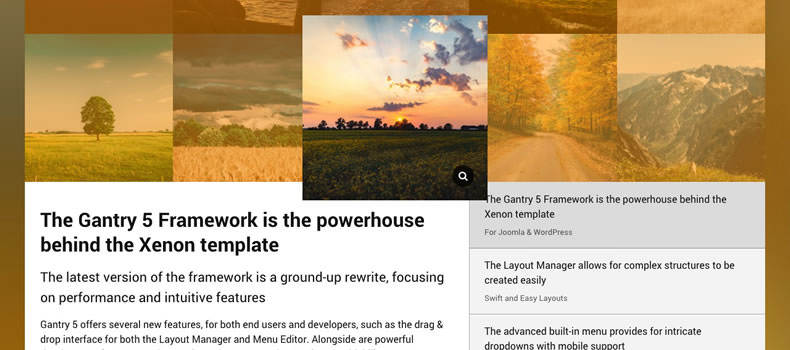 The Gantry 5 Framework is the powerhouse
behind the Xenon template
The latest version of the framework is a ground-up rewrite, focusing
on performance and intuitive features
Gantry 5 offers several new features, for both end users and developers, such as the drag &
drop interface for both the Layout Manager and Menu Editor. Alongside are powerful
The Gantry 5 Framework is the powerhouse behind the
Xenon template
For Joomla & WordPress
The Layout Manager allows for complex structures to be
created easily
Swift and Easy Layouts
The advanced built-in menu provides for intricate
dropdowns with mobile support